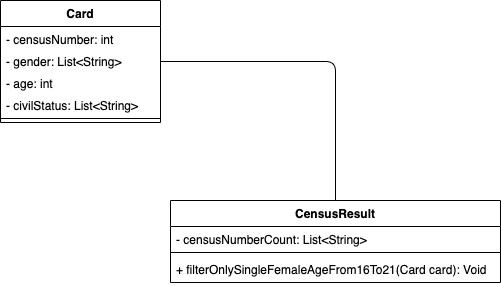 Card
- censusNumber: int
- gender: List<String>
- age: int
- civilStatus: List<String>
CensusResult
- censusNumberCount: List<String>
+ filterOnlySingleFemaleAgeFrom16To21(Card card): Void